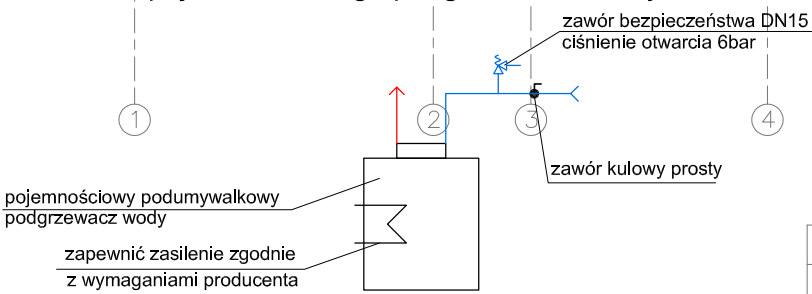 zawór bezpieczeństwa DN15
ciśnienie otwarcia 6bar
1
2
3
4
zawór kulowy prosty
pojemnościowy podumywalkowy
podgrzewacz wody
zapewnić zasilenie zgodnie
z wymaganiami producenta